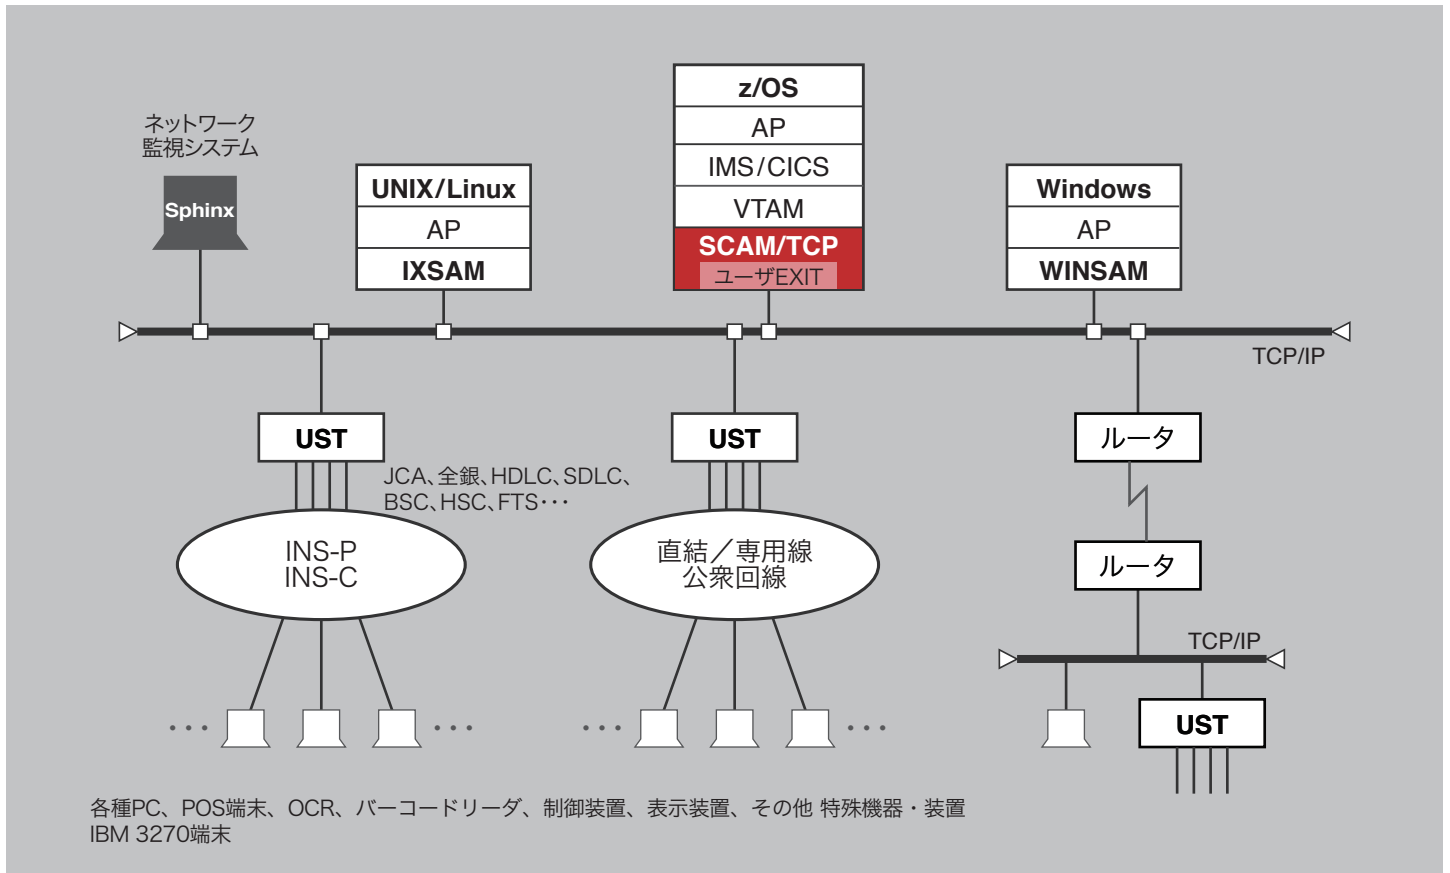 ネットワーク
監視システム
Sphinx
UNIX/Linux
AP
IXSAM
z/OS
AP
IMS/CICS
VTAM
SCAM/TCP
ユーザEXIT
Windows
AP
WINSAM
TCP/IP
UST
JCA、全銀、HDLC、SDLC、
BSC、HSC、FTS・・・
INS-P
INS-C
UST
直結／専用線
公衆回線
ルータ
ルータ
TCP/IP
UST
・・・
・・・
・・・
・・・
各種PC、POS端末、OCR、バーコードリーダ、制御装置、表示装置、その他 特殊機器・装置
IBM 3270端末